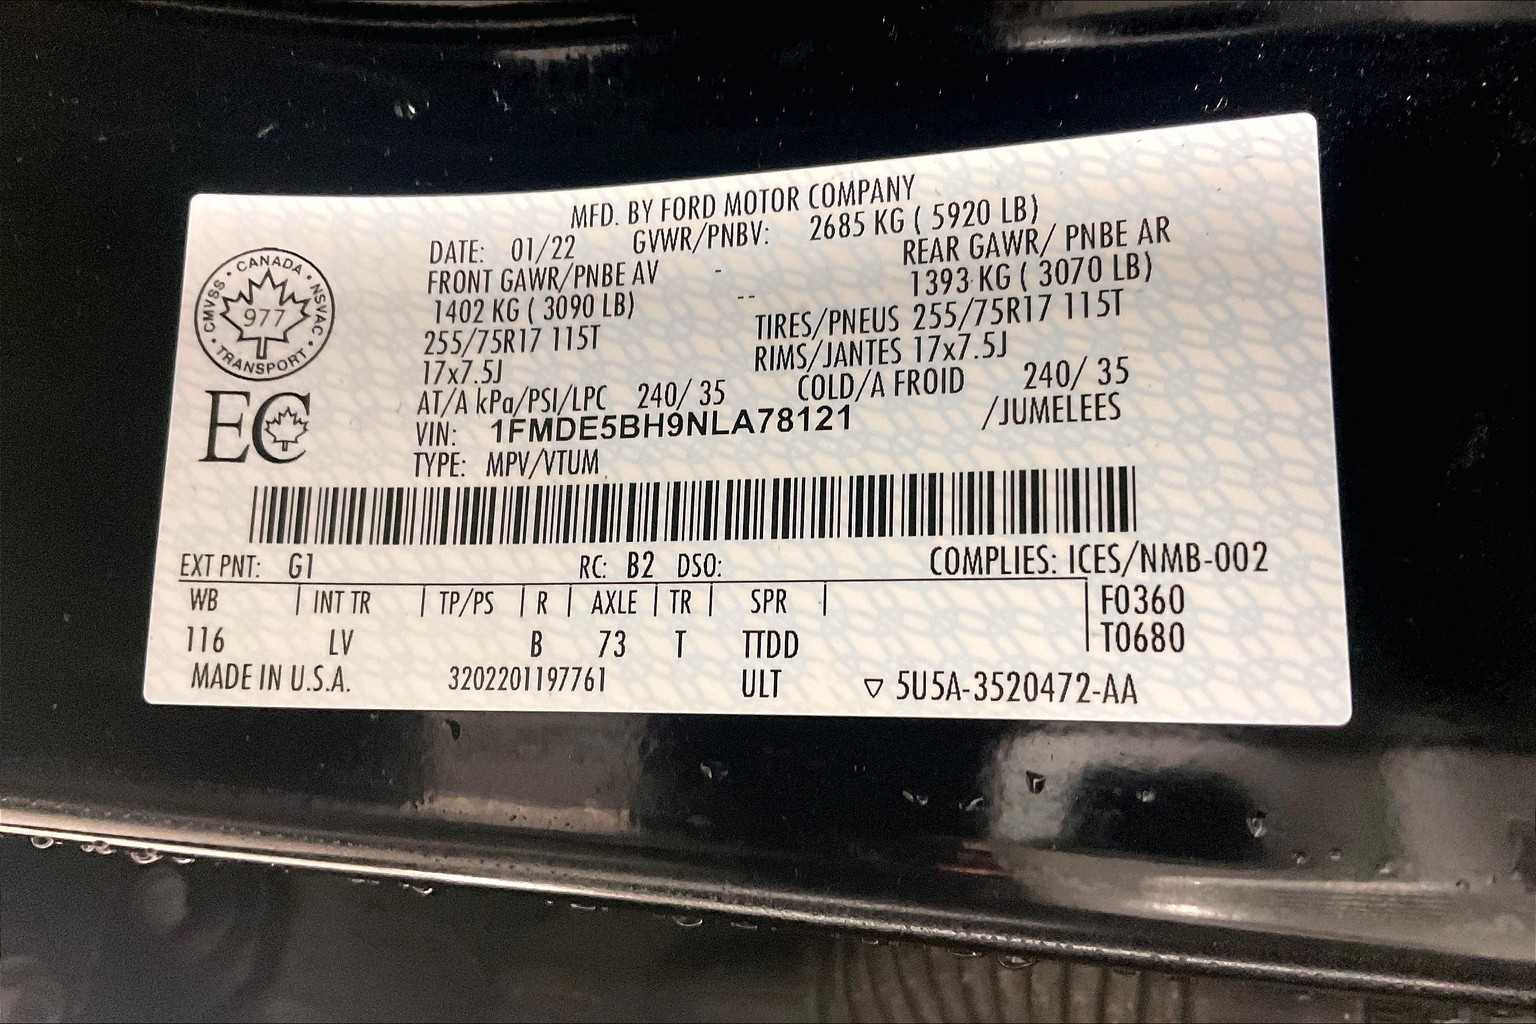 MFD. BY FORD MOTOR COMPANY
DATE: 01/22 GVWR/PNBV: 2685 KG ( 5920 LB)
FRONT GAWR/PNBE AV - REAR GAWR/ PNBE AR
1402 KG ( 3090 LB) -- 1393 KG ( 3070 LB)
255/75R17 115T TIRES/PNEUS 255/75R17 115T
17x7.5J RIMS/JANTES 17x7.5J
AT/A kPa/PSI/LPC 240/ 35 COLD/A FROID 240/ 35
VIN: 1FMDE5BH9NLA78121 /JUMELEES
TYPE: MPV/VTUM
CANADA · NSVAC · TRANSPORT · CMVSS ·
977
EC
EXT PNT: G1 RC: B2 DSO: COMPLIES: ICES/NMB-002
WB | INT TR | TP/PS | R | AXLE | TR | SPR | F0360
116 LV B 73 T TTDD T0680
MADE IN U.S.A. 3202201197761 ULT ▽ 5U5A-3520472-AA